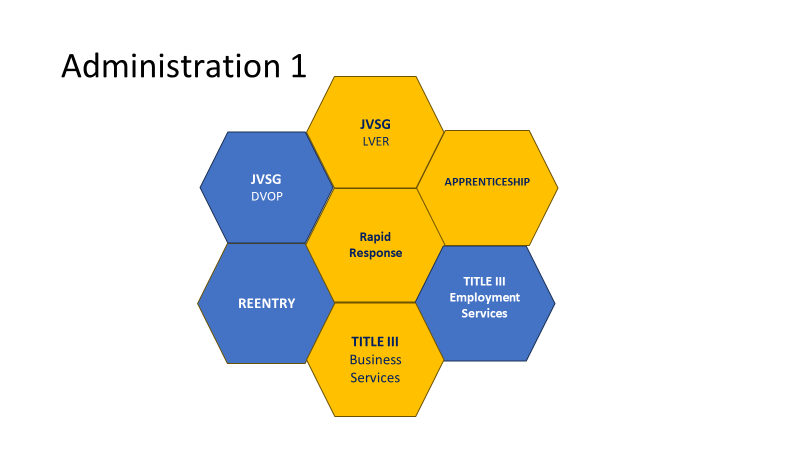 Administration 1
JVSG
LVER
JVSG
DVOP
APPRENTICESHIP
Rapid
Response
REENTRY
TITLE III
Employment
Services
TITLE III
Business
Services